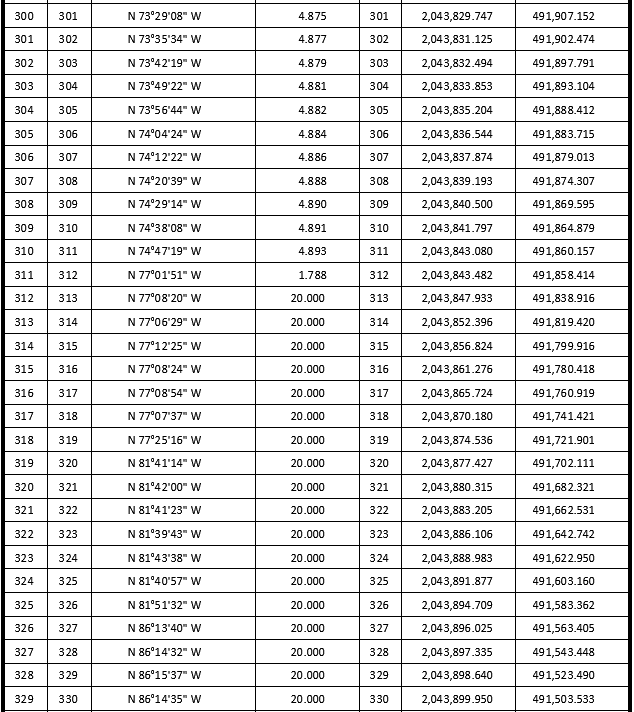 300 301 N 73°29'08" W 4.875 301 2,043,829.747 491,907.152
301 302 N 73°35'34" W 4.877 302 2,043,831.125 491,902.474
302 303 N 73°42'19" W 4.879 303 2,043,832.494 491,897.791
303 304 N 73°49'22" W 4.881 304 2,043,833.853 491,893.104
304 305 N 73°56'44" W 4.882 305 2,043,835.204 491,888.412
305 306 N 74°04'24" W 4.884 306 2,043,836.544 491,883.715
306 307 N 74°12'22" W 4.886 307 2,043,837.874 491,879.013
307 308 N 74°20'39" W 4.888 308 2,043,839.193 491,874.307
308 309 N 74°29'14" W 4.890 309 2,043,840.500 491,869.595
309 310 N 74°38'08" W 4.891 310 2,043,841.797 491,864.879
310 311 N 74°47'19" W 4.893 311 2,043,843.080 491,860.157
311 312 N 77°01'51" W 1.788 312 2,043,843.482 491,858.414
312 313 N 77°08'20" W 20.000 313 2,043,847.933 491,838.916
313 314 N 77°06'29" W 20.000 314 2,043,852.396 491,819.420
314 315 N 77°12'25" W 20.000 315 2,043,856.824 491,799.916
315 316 N 77°08'24" W 20.000 316 2,043,861.276 491,780.418
316 317 N 77°08'54" W 20.000 317 2,043,865.724 491,760.919
317 318 N 77°07'37" W 20.000 318 2,043,870.180 491,741.421
318 319 N 77°25'16" W 20.000 319 2,043,874.536 491,721.901
319 320 N 81°41'14" W 20.000 320 2,043,877.427 491,702.111
320 321 N 81°42'00" W 20.000 321 2,043,880.315 491,682.321
321 322 N 81°41'23" W 20.000 322 2,043,883.205 491,662.531
322 323 N 81°39'43" W 20.000 323 2,043,886.106 491,642.742
323 324 N 81°43'38" W 20.000 324 2,043,888.983 491,622.950
324 325 N 81°40'57" W 20.000 325 2,043,891.877 491,603.160
325 326 N 81°51'32" W 20.000 326 2,043,894.709 491,583.362
326 327 N 86°13'40" W 20.000 327 2,043,896.025 491,563.405
327 328 N 86°14'32" W 20.000 328 2,043,897.335 491,543.448
328 329 N 86°15'37" W 20.000 329 2,043,898.640 491,523.490
329 330 N 86°14'35" W 20.000 330 2,043,899.950 491,503.533